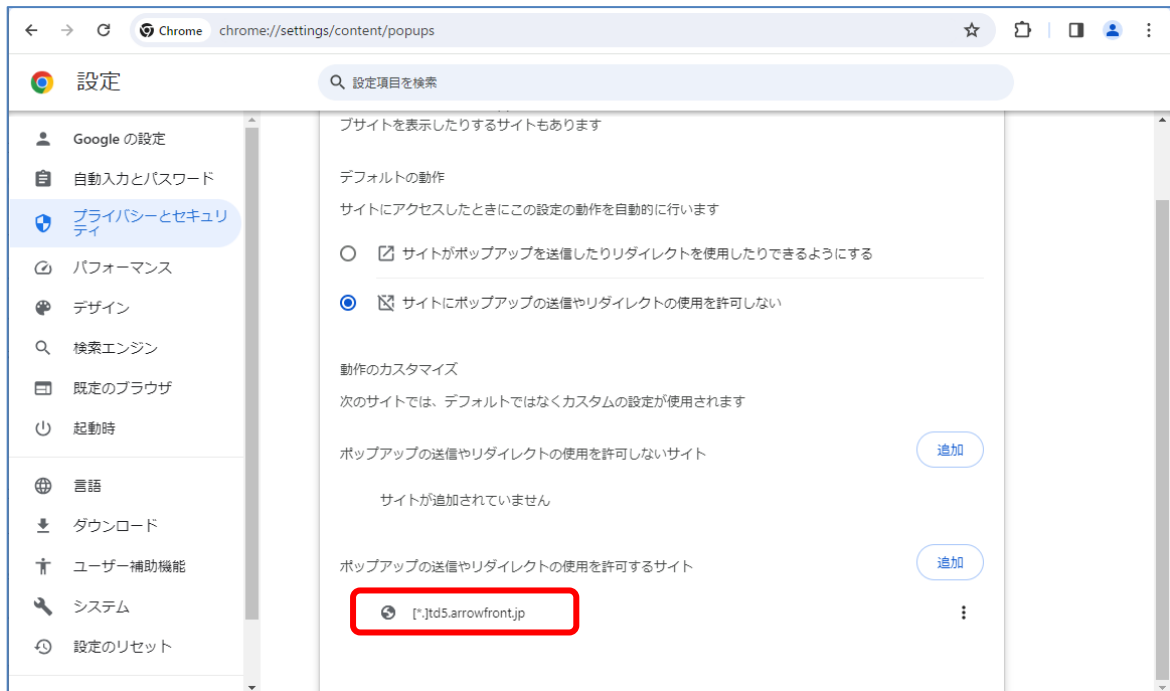 Chrome chrome://settings/content/popups
設定
設定項目を検索
Google の設定
自動入力とパスワード
プライバシーとセキュリ
ティ
パフォーマンス
デザイン
検索エンジン
既定のブラウザ
起動時
言語
ダウンロード
ユーザー補助機能
システム
設定のリセット
ブサイトを表示したりするサイトもあります
デフォルトの動作
サイトにアクセスしたときにこの設定の動作を自動的に行います
サイトがポップアップを送信したりリダイレクトを使用したりできるようにする
サイトにポップアップの送信やリダイレクトの使用を許可しない
動作のカスタマイズ
次のサイトでは、デフォルトではなくカスタムの設定が使用されます
ポップアップの送信やリダイレクトの使用を許可しないサイト
追加
サイトが追加されていません
ポップアップの送信やリダイレクトの使用を許可するサイト
追加
[*.]td5.arrowfront.jp